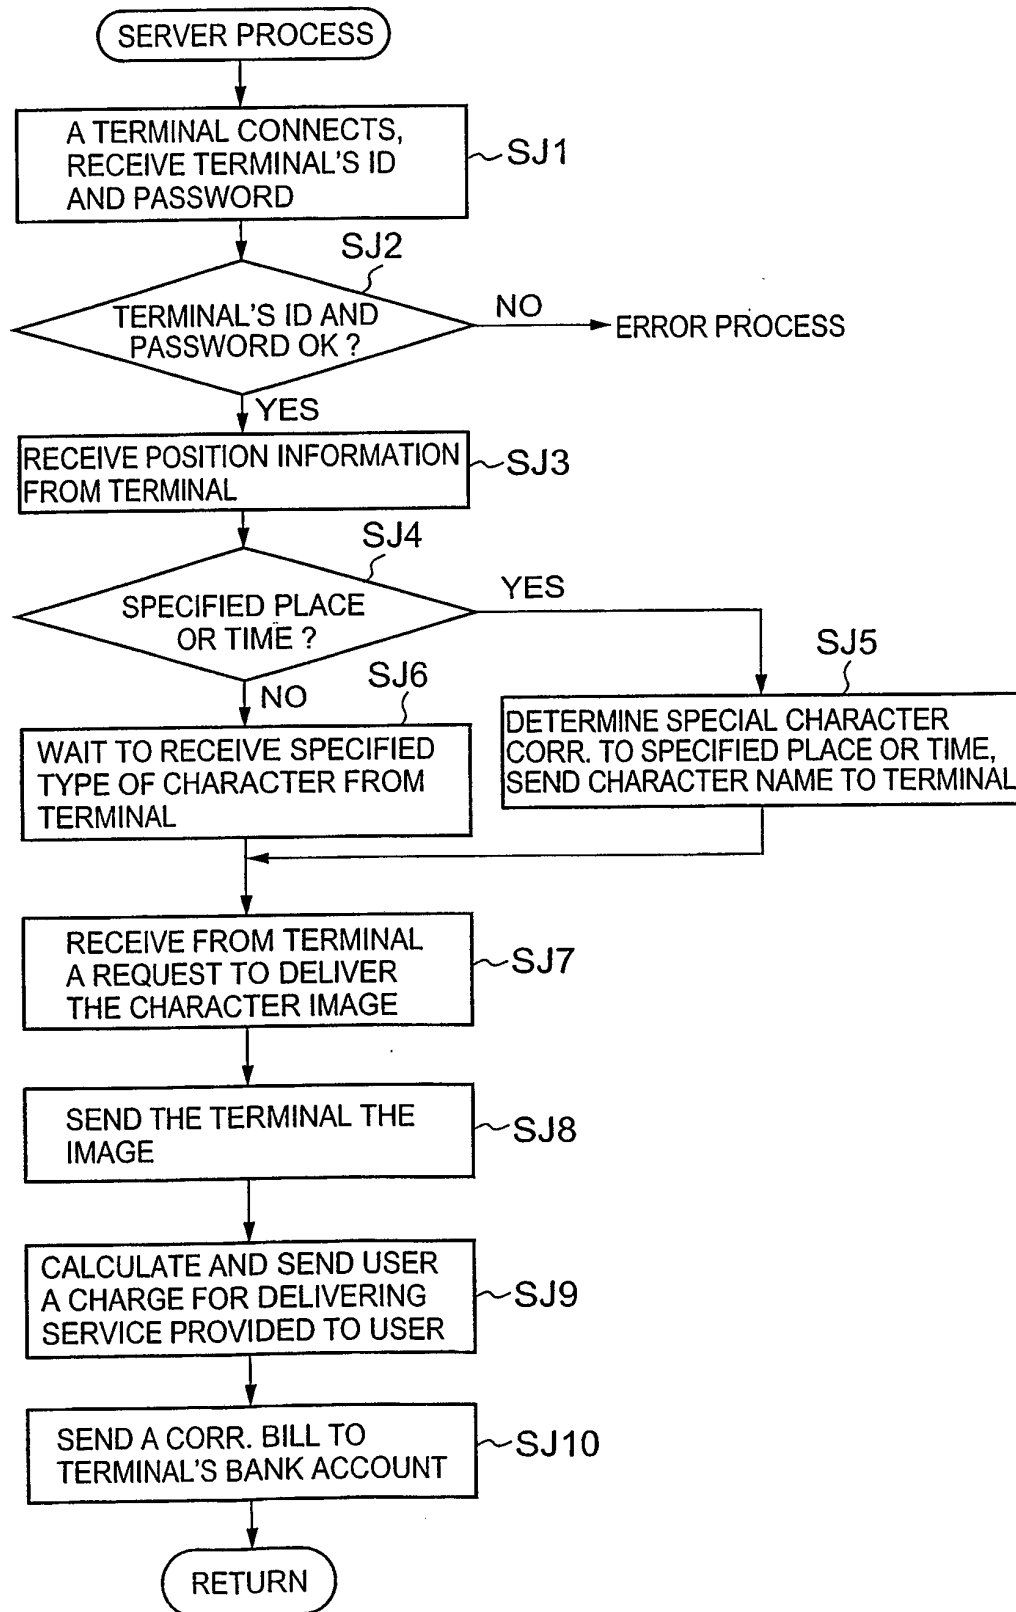 SERVER PROCESS
A TERMINAL CONNECTS,
RECEIVE TERMINAL'S ID
AND PASSWORD
SJ1
SJ2
TERMINAL'S ID AND
PASSWORD OK ?
NO
ERROR PROCESS
YES
RECEIVE POSITION INFORMATION
FROM TERMINAL
SJ3
SJ4
SPECIFIED PLACE
OR TIME ?
YES
SJ5
DETERMINE SPECIAL CHARACTER
CORR. TO SPECIFIED PLACE OR TIME,
SEND CHARACTER NAME TO TERMINAL
NO
SJ6
WAIT TO RECEIVE SPECIFIED
TYPE OF CHARACTER FROM
TERMINAL
RECEIVE FROM TERMINAL
A REQUEST TO DELIVER
THE CHARACTER IMAGE
SJ7
SEND THE TERMINAL THE
IMAGE
SJ8
CALCULATE AND SEND USER
A CHARGE FOR DELIVERING
SERVICE PROVIDED TO USER
SJ9
SEND A CORR. BILL TO
TERMINAL'S BANK ACCOUNT
SJ10
RETURN